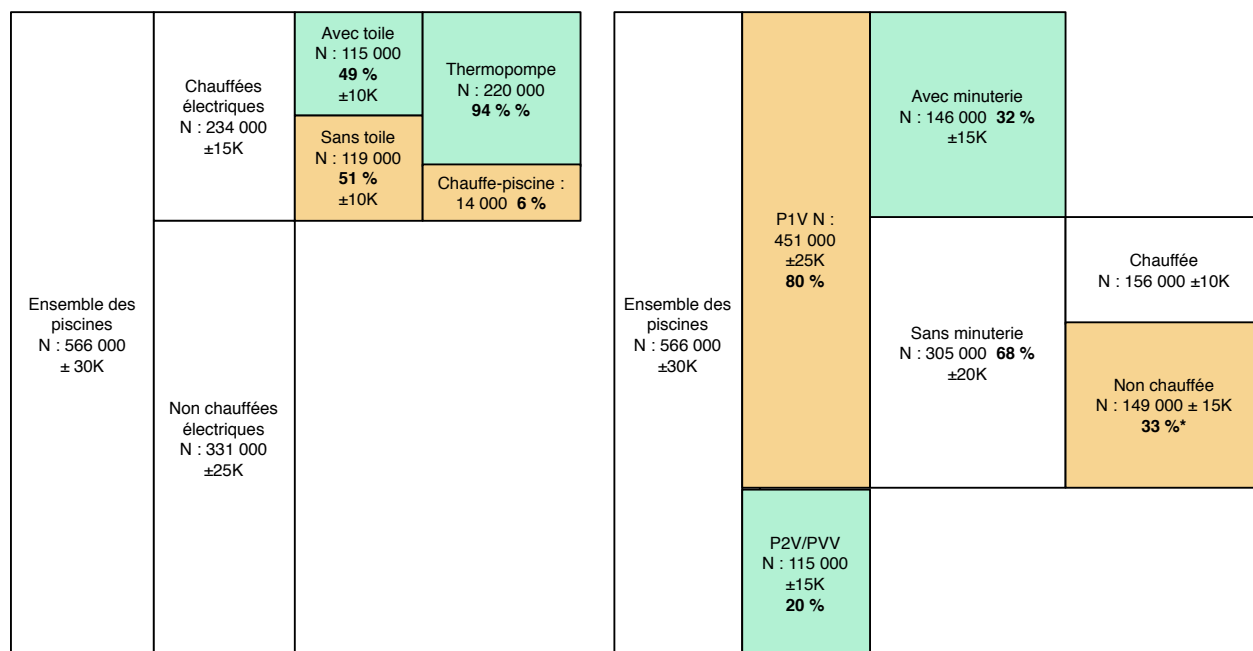 Ensemble des
piscines
N : 566 000
± 30K
Chauffées
électriques
N : 234 000
±15K
Non chauffées
électriques
N : 331 000
±25K
Avec toile
N : 115 000
49 %
±10K
Sans toile
N : 119 000
51 %
±10K
Thermopompe
N : 220 000
94 % %
Chauffe-piscine :
14 000 6 %
Ensemble des
piscines
N : 566 000
±30K
P1V N :
451 000
±25K
80 %
P2V/PVV
N : 115 000
±15K
20 %
Avec minuterie
N : 146 000 32 %
±15K
Sans minuterie
N : 305 000 68 %
±20K
Chauffée
N : 156 000 ±10K
Non chauffée
N : 149 000 ± 15K
33 %*